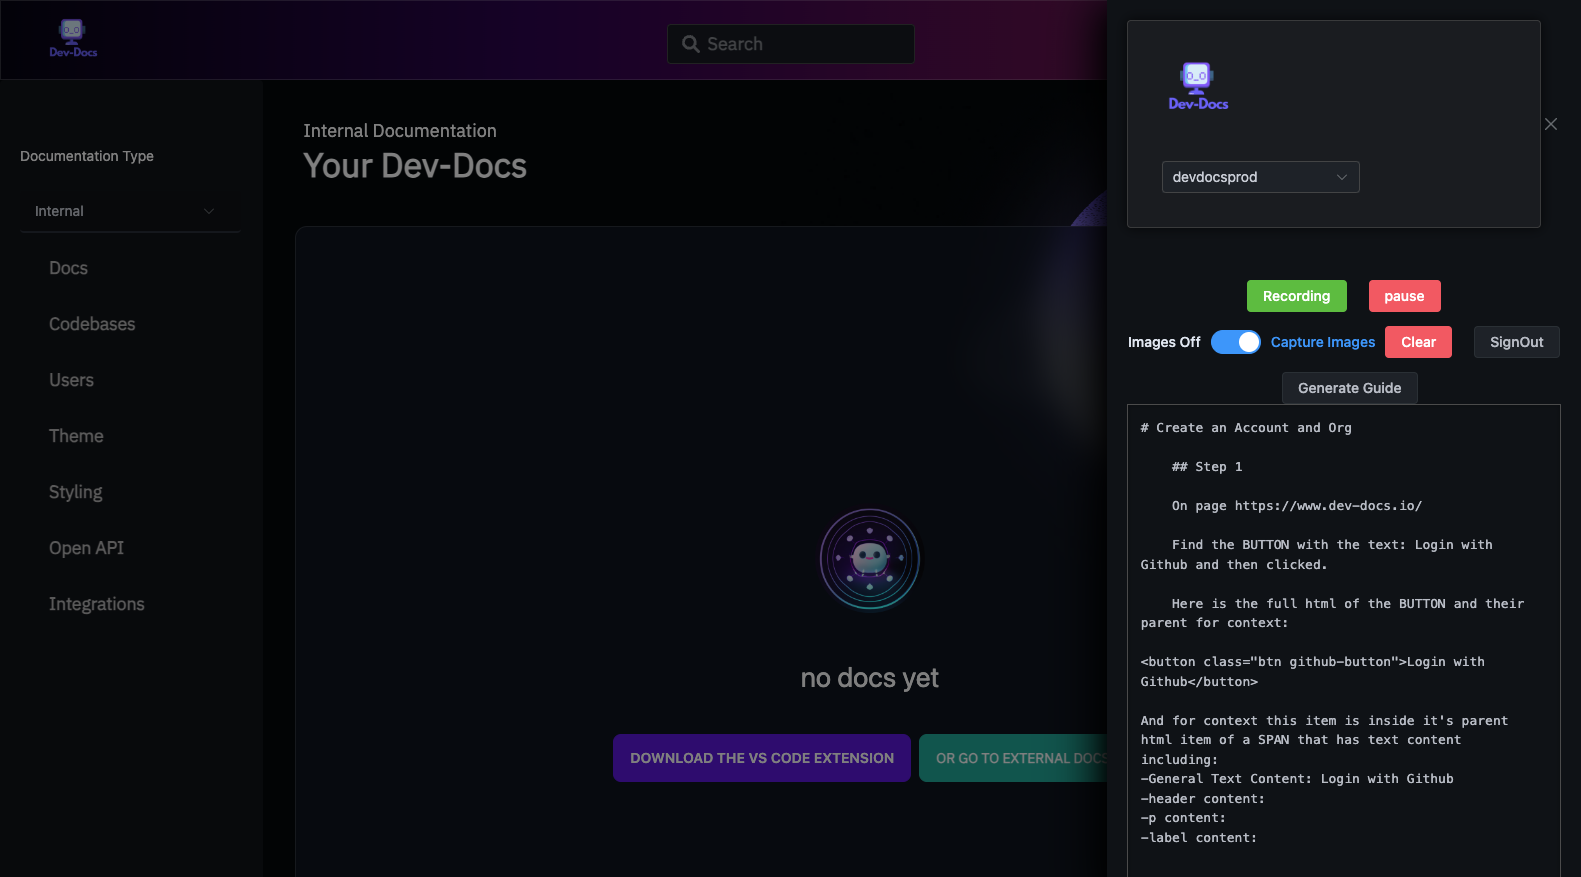 Dev-Docs
Search
Documentation Type
Internal
Docs
Codebases
Users
Theme
Styling
Open API
Integrations
Internal Documentation
Your Dev-Docs
no docs yet
DOWNLOAD THE VS CODE EXTENSION
OR GO TO EXTERNAL DOCS
Dev-Docs
devdocsprod
Recording
pause
Images Off
Capture Images
Clear
SignOut
Generate Guide
# Create an Account and Org
## Step 1
On page https://www.dev-docs.io/
Find the BUTTON with the text: Login with
Github and then clicked.
Here is the full html of the BUTTON and their
parent for context:
<button class="btn github-button">Login with
Github</button>
And for context this item is inside it's parent
html item of a SPAN that has text content
including:
-General Text Content: Login with Github
-header content:
-p content:
-label content: